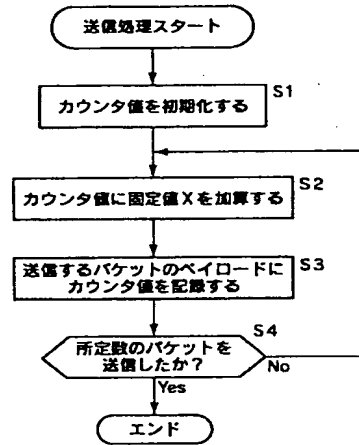 送信処理スタート
S1
カウンタ値を初期化する
S2
カウンタ値に固定値Xを加算する
S3
送信するパケットのペイロードに
カウンタ値を記録する
S4
所定数のパケットを
送信したか?
No
Yes
エンド